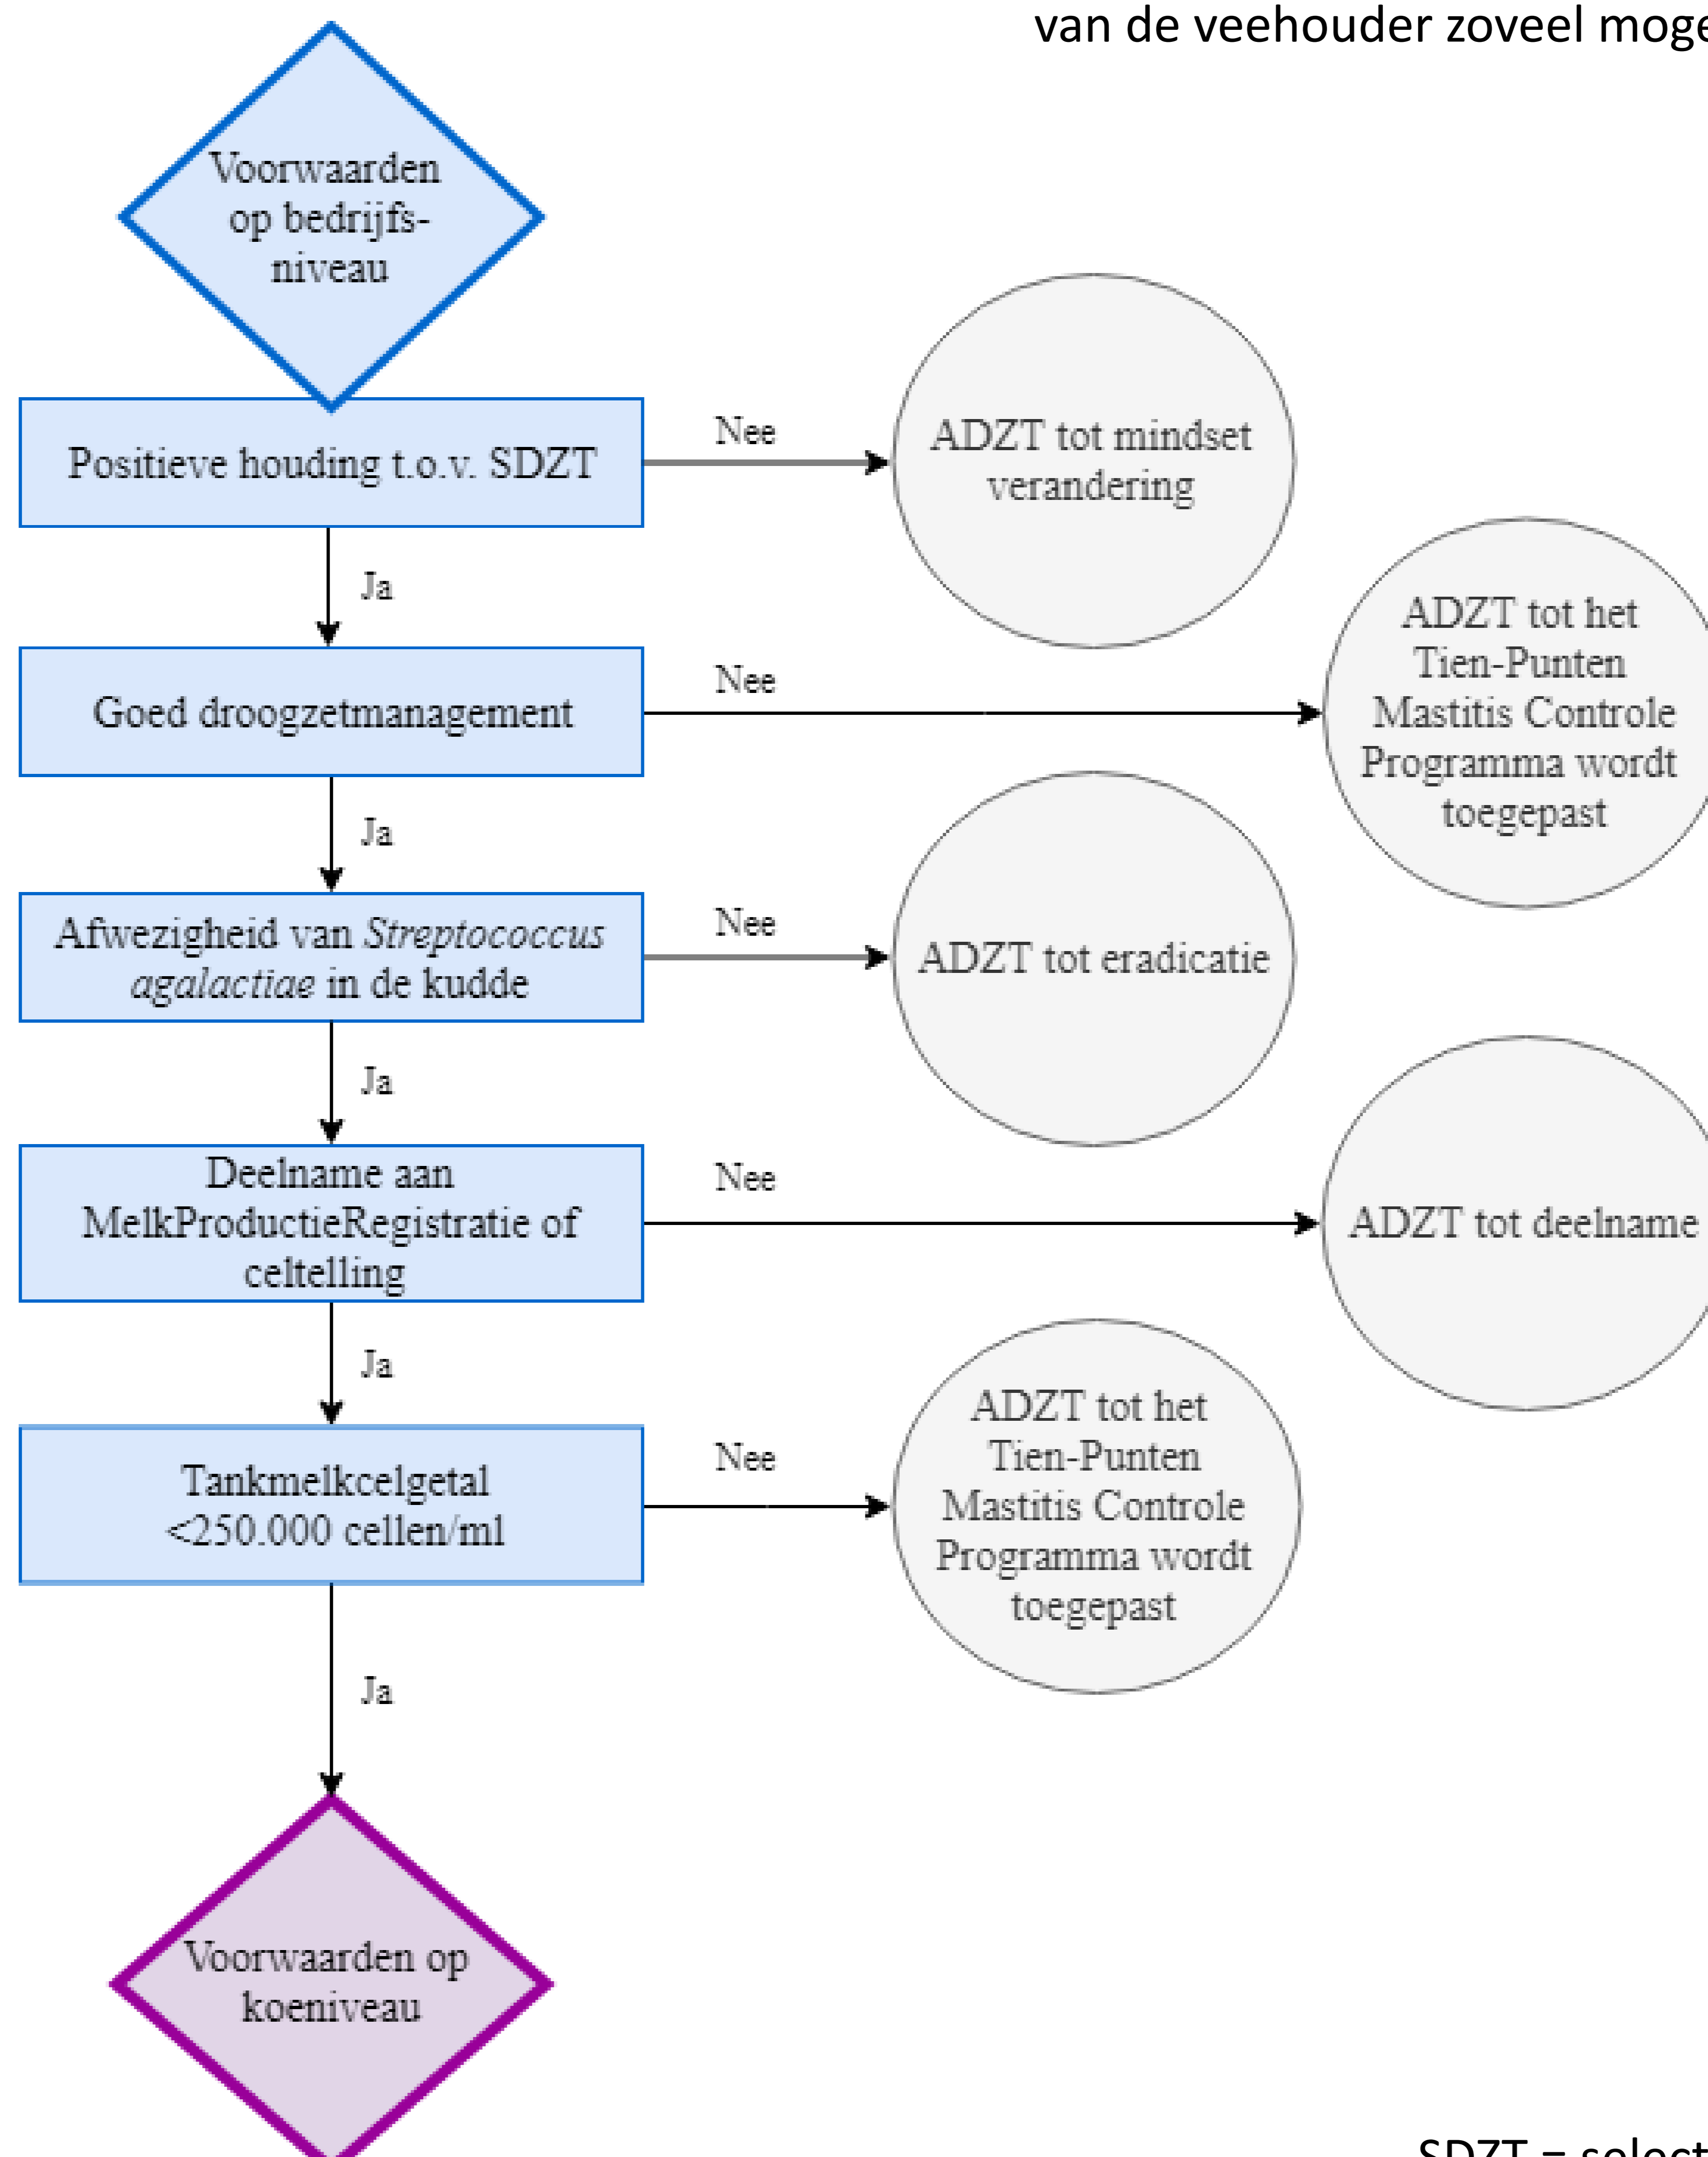 van de veehouder zoveel moge
Voorwaarden
op bedrijfs-
niveau
Positieve houding t.o.v. SDZT
Nee
ADZT tot mindset
verandering
Ja
Goed droogzetmanagement
Nee
ADZT tot het
Tien-Punten
Mastitis Controle
Programma wordt
toegepast
Ja
Afwezigheid van Streptococcus
agalactiae in de kudde
Nee
ADZT tot eradicatie
Ja
Deelname aan
MelkProductieRegistratie of
celtelling
Nee
ADZT tot deelname
Ja
Tankmelkcelgetal
<250.000 cellen/ml
Nee
ADZT tot het
Tien-Punten
Mastitis Controle
Programma wordt
toegepast
Ja
Voorwaarden op
koeniveau
SDZT = select